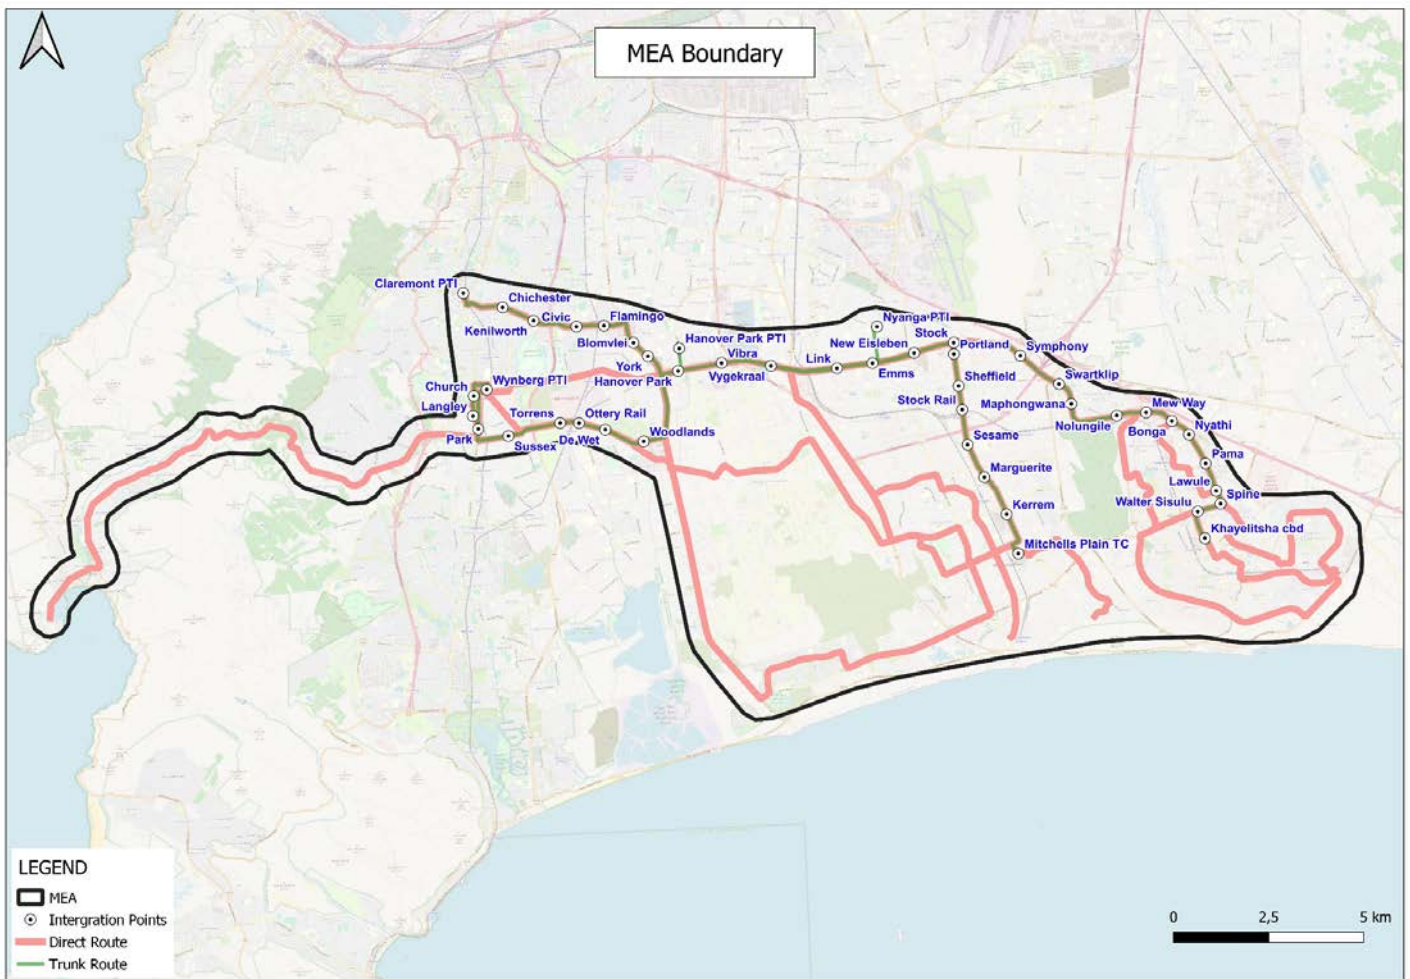 MEA Boundary
Claremont PTI
Chichester
Kenilworth
Civic
Flamingo
Blomvlei
York
Hanover Park PTI
Hanover Park
Vibra
Vygekraal
Link
Nyanga PTI
New Eisleben
Emms
Stock
Portland
Symphony
Swartklip
Sheffield
Stock Rail
Maphongwana
Nolungile
Mew Way
Bonga
Nyathi
Pama
Lawule
Spine
Walter Sisulu
Khayelitsha cbd
Sesame
Marguerite
Kerrem
Mitchells Plain TC
Church
Wynberg PTI
Langley
Park
Sussex
Torrens
De Wet
Ottery Rail
Woodlands
LEGEND
MEA
Intergration Points
Direct Route
Trunk Route
0 2,5 5 km